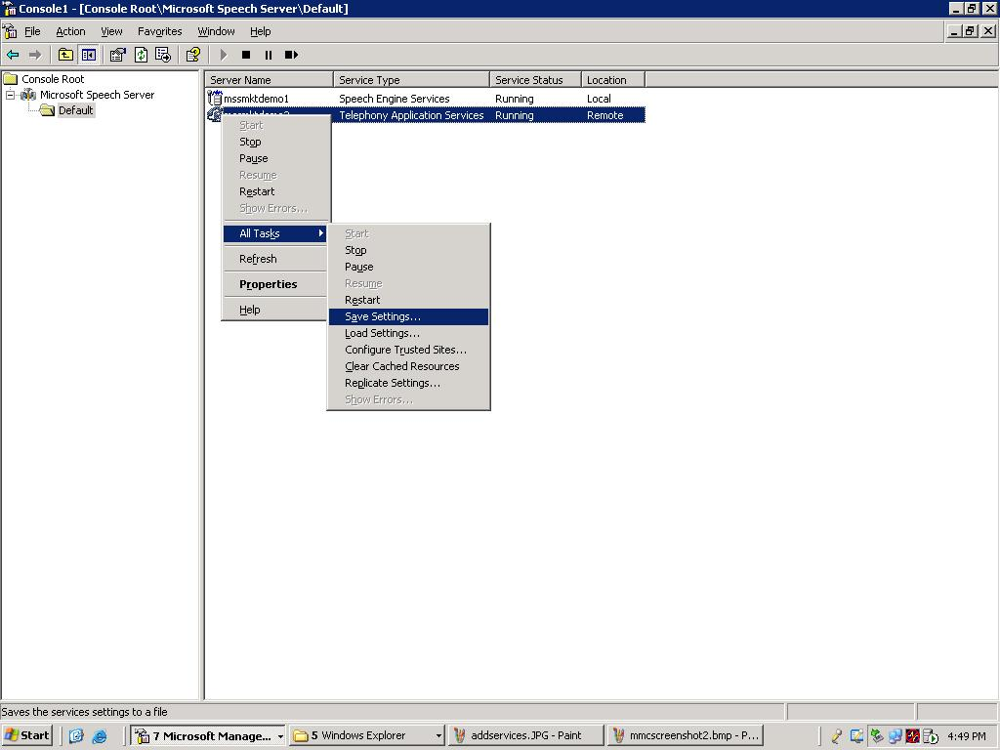 Console1 - [Console Root\Microsoft Speech Server\Default]
File Action View Favorites Window Help
Console Root
Microsoft Speech Server
Default
Server Name Service Type Service Status Location
mssmktdemo1 Speech Engine Services Running Local
Telephony Application Services Running Remote
Start
Stop
Pause
Resume
Restart
Show Errors...
All Tasks
Refresh
Properties
Help
Start
Stop
Pause
Resume
Restart
Save Settings...
Load Settings...
Configure Trusted Sites...
Clear Cached Resources
Replicate Settings...
Show Errors...
Saves the services settings to a file
Start 7 Microsoft Manage... 5 Windows Explorer addservices.JPG - Paint mmcscreenshot2.bmp - P... 4:49 PM